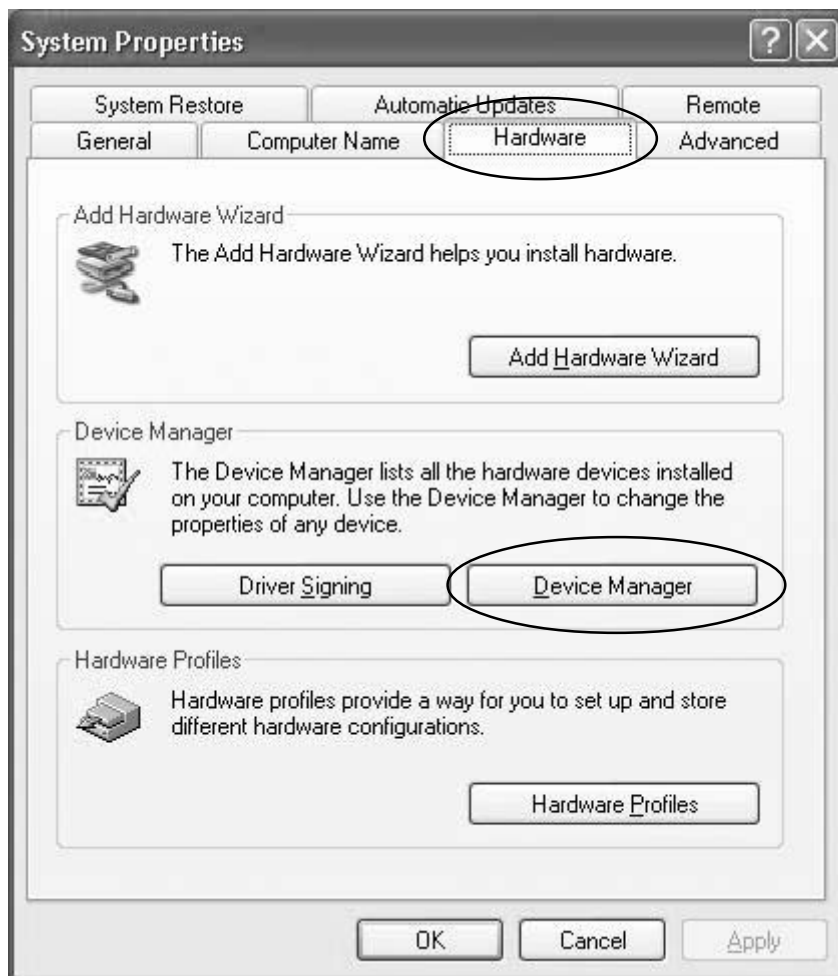 System Properties
System Restore Automatic Updates Remote
General Computer Name Hardware Advanced
Add Hardware Wizard
The Add Hardware Wizard helps you install hardware.
Add Hardware Wizard
Device Manager
The Device Manager lists all the hardware devices installed
on your computer. Use the Device Manager to change the
properties of any device.
Driver Signing Device Manager
Hardware Profiles
Hardware profiles provide a way for you to set up and store
different hardware configurations.
Hardware Profiles
OK Cancel Apply